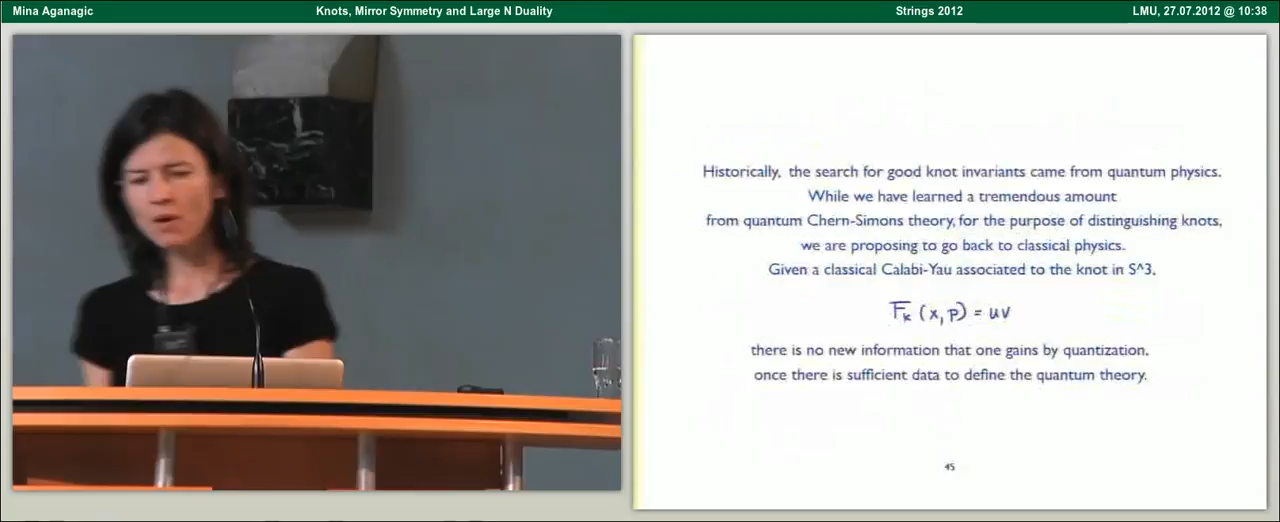 Mina Aganagic
Knots, Mirror Symmetry and Large N Duality
Strings 2012
LMU, 27.07.2012 @ 10:38
Historically, the search for good knot invariants came from quantum physics.
While we have learned a tremendous amount
from quantum Chern-Simons theory, for the purpose of distinguishing knots,
we are proposing to go back to classical physics.
Given a classical Calabi-Yau associated to the knot in S^3,
F_K (x, p) = uv
there is no new information that one gains by quantization,
once there is sufficient data to define the quantum theory.
45